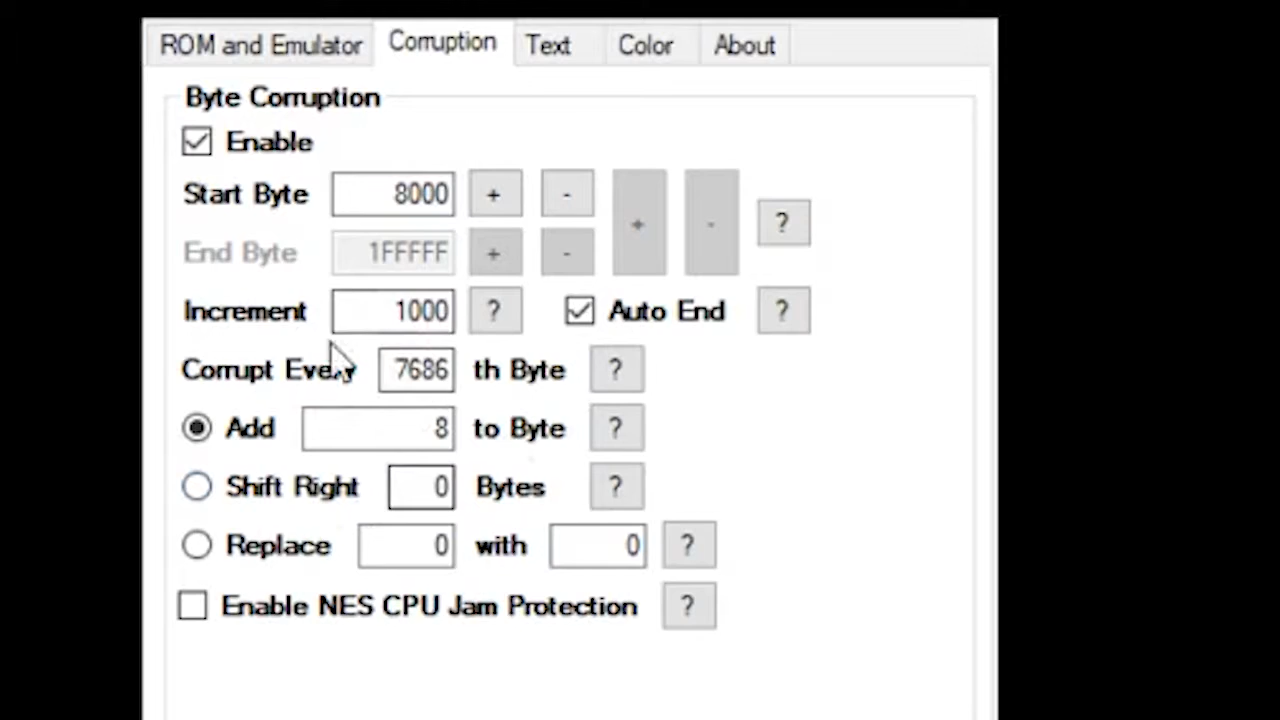 ROM and Emulator Corruption Text Color About
Byte Corruption
Enable
Start Byte 8000 + - + - ?
End Byte 1FFFFF + -
Increment 1000 ? Auto End ?
Corrupt Every 7686 th Byte ?
Add 8 to Byte ?
Shift Right 0 Bytes ?
Replace 0 with 0 ?
Enable NES CPU Jam Protection ?